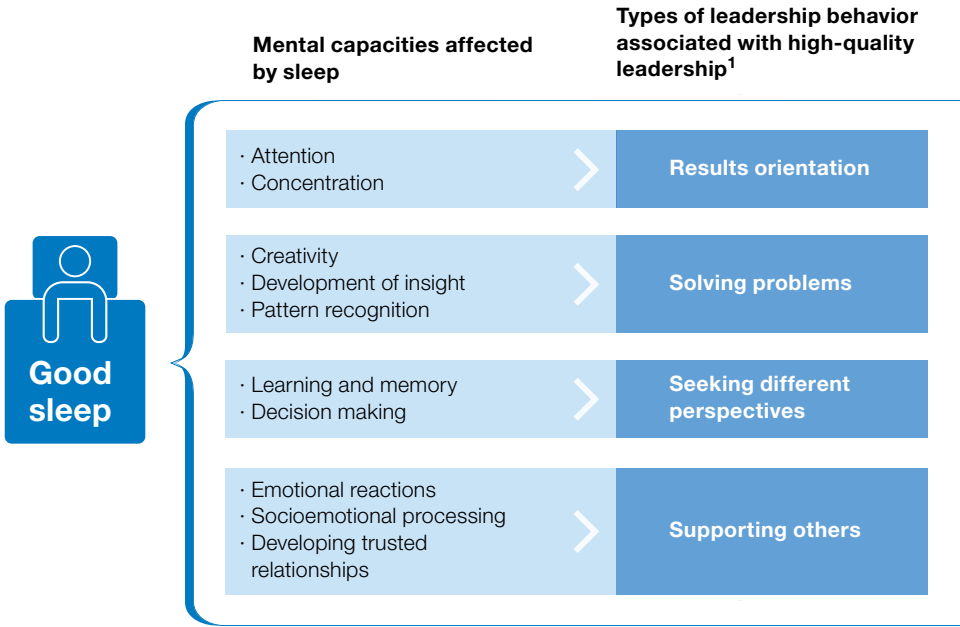 Mental capacities affected
by sleep
Types of leadership behavior
associated with high-quality
leadership¹
Good
sleep
· Attention
· Concentration
Results orientation
· Creativity
· Development of insight
· Pattern recognition
Solving problems
· Learning and memory
· Decision making
Seeking different
perspectives
· Emotional reactions
· Socioemotional processing
· Developing trusted
relationships
Supporting others